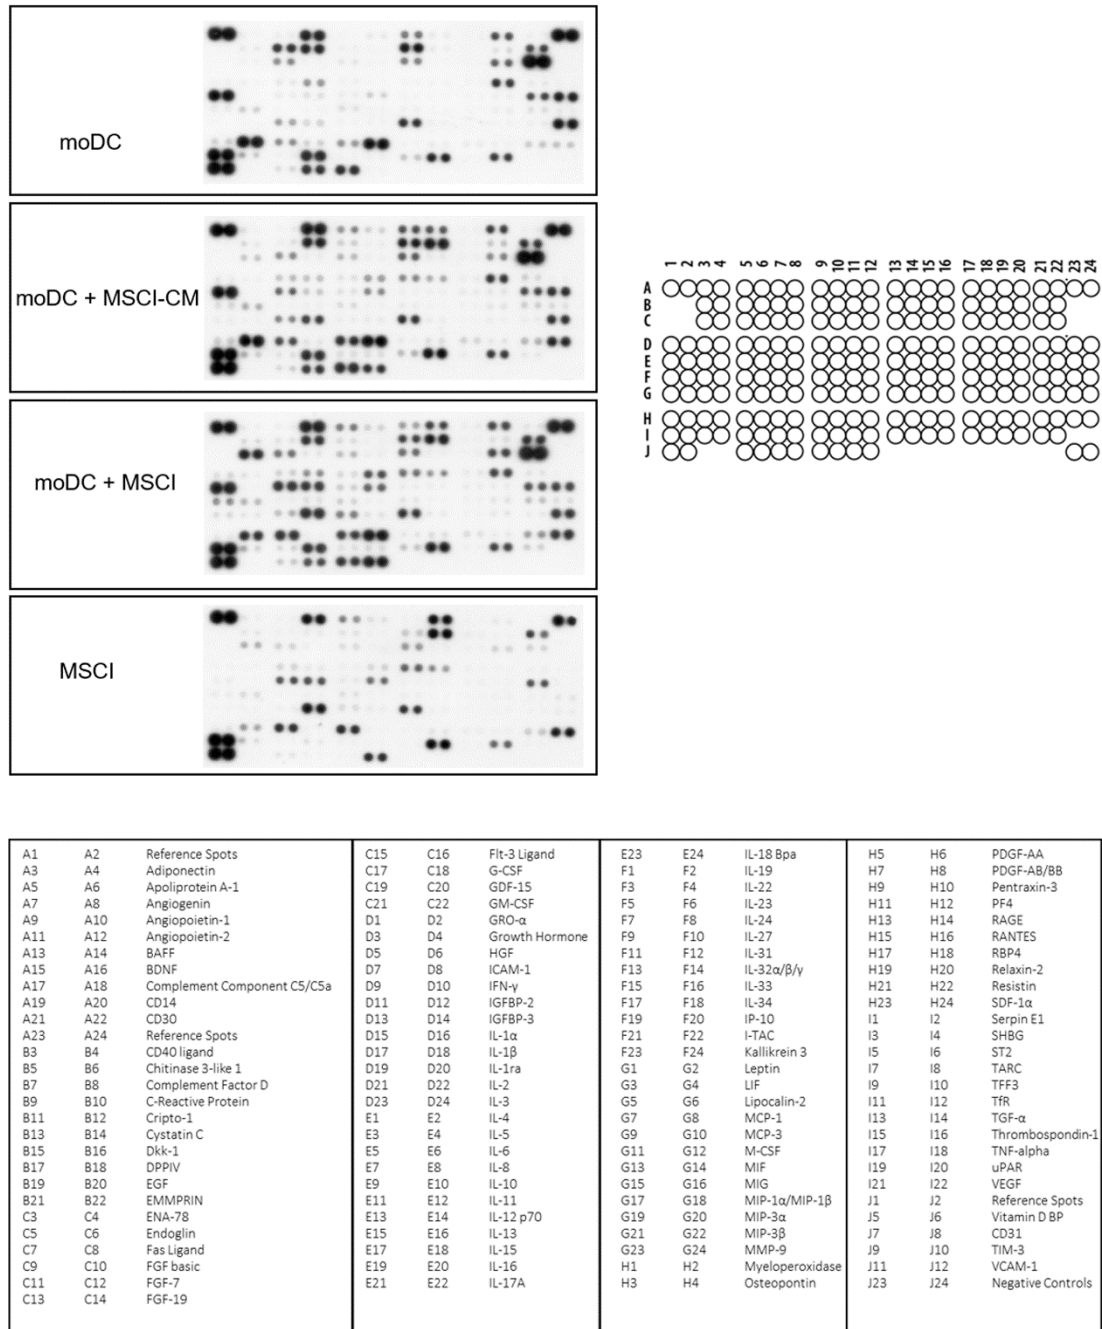 moDC
moDC + MSCI-CM
moDC + MSCI
MSCI
1 2 3 4 5 6 7 8 9 10 11 12 13 14 15 16 17 18 19 20 21 22 23 24
A
B
C
D
E
F
G
H
I
J
A1 A2 Reference Spots
A3 A4 Adiponectin
A5 A6 Apoliprotein A-1
A7 A8 Angiogenin
A9 A10 Angiopoietin-1
A11 A12 Angiopoietin-2
A13 A14 BAFF
A15 A16 BDNF
A17 A18 Complement Component C5/C5a
A19 A20 CD14
A21 A22 CD30
A23 A24 Reference Spots
B3 B4 CD40 ligand
B5 B6 Chitinase 3-like 1
B7 B8 Complement Factor D
B9 B10 C-Reactive Protein
B11 B12 Cripto-1
B13 B14 Cystatin C
B15 B16 Dkk-1
B17 B18 DPPIV
B19 B20 EGF
B21 B22 EMMPRIN
C3 C4 ENA-78
C5 C6 Endoglin
C7 C8 Fas Ligand
C9 C10 FGF basic
C11 C12 FGF-7
C13 C14 FGF-19
C15 C16 Flt-3 Ligand
C17 C18 G-CSF
C19 C20 GDF-15
C21 C22 GM-CSF
D1 D2 GRO-α
D3 D4 Growth Hormone
D5 D6 HGF
D7 D8 ICAM-1
D9 D10 IFN-γ
D11 D12 IGFBP-2
D13 D14 IGFBP-3
D15 D16 IL-1α
D17 D18 IL-1β
D19 D20 IL-1ra
D21 D22 IL-2
D23 D24 IL-3
E1 E2 IL-4
E3 E4 IL-5
E5 E6 IL-6
E7 E8 IL-8
E9 E10 IL-10
E11 E12 IL-11
E13 E14 IL-12 p70
E15 E16 IL-13
E17 E18 IL-15
E19 E20 IL-16
E21 E22 IL-17A
E23 E24 IL-18 Bpa
F1 F2 IL-19
F3 F4 IL-22
F5 F6 IL-23
F7 F8 IL-24
F9 F10 IL-27
F11 F12 IL-31
F13 F14 IL-32α/β/γ
F15 F16 IL-33
F17 F18 IL-34
F19 F20 IP-10
F21 F22 I-TAC
F23 F24 Kallikrein 3
G1 G2 Leptin
G3 G4 LIF
G5 G6 Lipocalin-2
G7 G8 MCP-1
G9 G10 MCP-3
G11 G12 M-CSF
G13 G14 MIF
G15 G16 MIG
G17 G18 MIP-1α/MIP-1β
G19 G20 MIP-3α
G21 G22 MIP-3β
G23 G24 MMP-9
H1 H2 Myeloperoxidase
H3 H4 Osteopontin
H5 H6 PDGF-AA
H7 H8 PDGF-AB/BB
H9 H10 Pentraxin-3
H11 H12 PF4
H13 H14 RAGE
H15 H16 RANTES
H17 H18 RBP4
H19 H20 Relaxin-2
H21 H22 Resistin
H23 H24 SDF-1α
I1 I2 Serpin E1
I3 I4 SHBG
I5 I6 ST2
I7 I8 TARC
I9 I10 TFF3
I11 I12 TfR
I13 I14 TGF-α
I15 I16 Thrombospondin-1
I17 I18 TNF-alpha
I19 I20 uPAR
I21 I22 VEGF
J1 J2 Reference Spots
J5 J6 Vitamin D BP
J7 J8 CD31
J9 J10 TIM-3
J11 J12 VCAM-1
J23 J24 Negative Controls